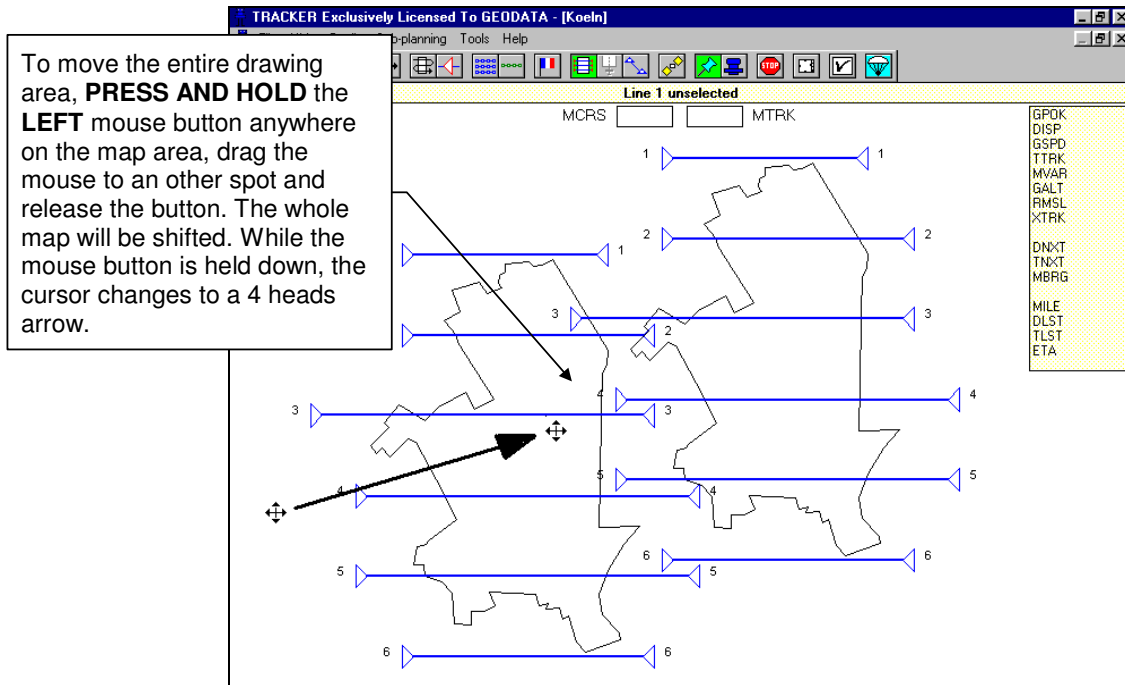 TRACKER Exclusively Licensed To GEODATA - [Koeln]
Tools Help
To move the entire drawing
area, PRESS AND HOLD the
LEFT mouse button anywhere
on the map area, drag the
mouse to an other spot and
release the button. The whole
map will be shifted. While the
mouse button is held down, the
cursor changes to a 4 heads
arrow.
STOP
Line 1 unselected
MCRS MTRK
GPOK
DISP
GSPD
TTRK
MVAR
GALT
RMSL
XTRK
DNXT
TNXT
MBRG
MILE
DLST
TLST
ETA
1 1
2 2
1
3 3
2
4 4
3 3
5 5
4 4
6 6
5 5
6 6